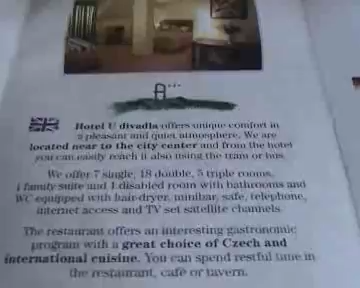 A***
Hotel U divadla offers unique comfort in
a pleasant and quiet atmosphere. We are
located near to the city center and from the hotel
you can easily reach it also using the tram or bus.
We offer 7 single, 18 double, 5 triple rooms,
1 family suite and 1 disabled room with bathrooms and
WC equipped with hair-dryer, minibar, safe, telephone,
internet access and TV set satellite channels.
The restaurant offers an interesting gastronomic
program with a great choice of Czech and
international cuisine. You can spend restful time in
the restaurant, café or tavern.